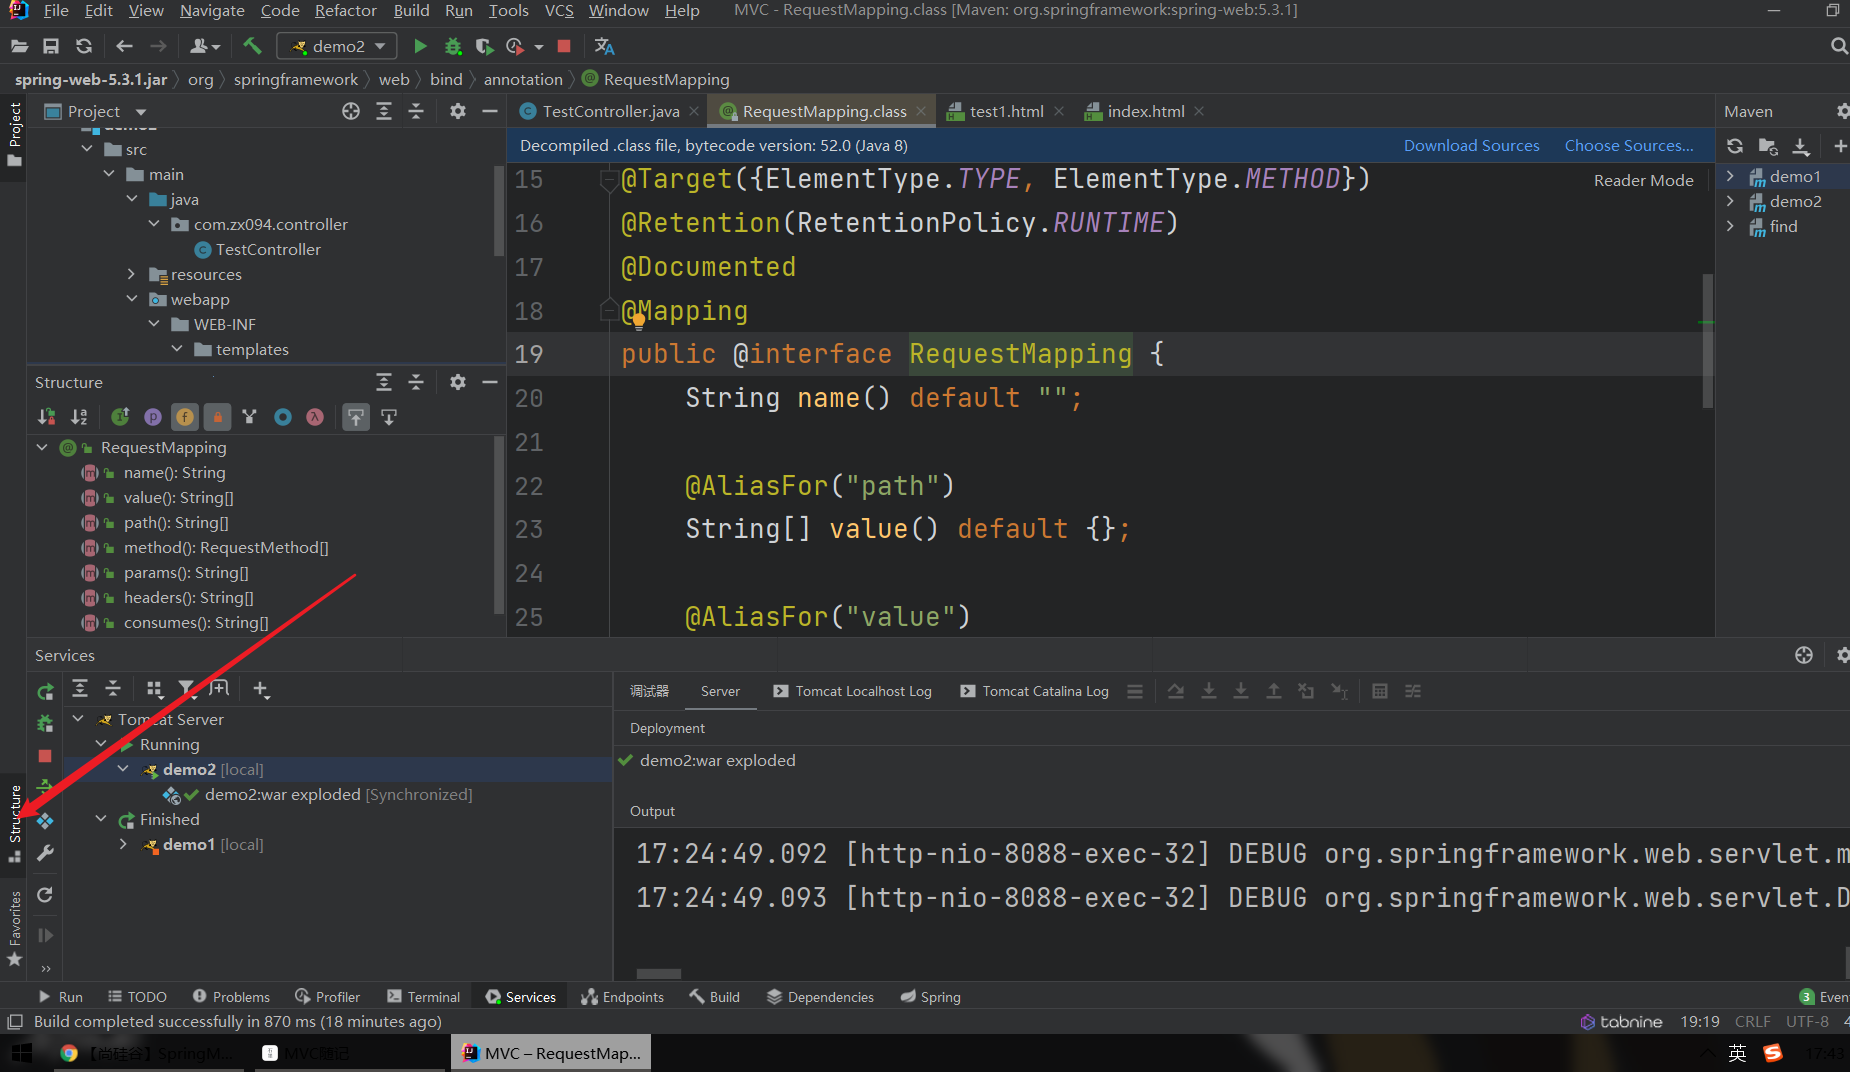 File Edit View Navigate Code Refactor Build Run Tools VCS Window Help MVC - RequestMapping.class [Maven: org.springframework:spring-web:5.3.1]
demo2
spring-web-5.3.1.jar org springframework web bind annotation RequestMapping
Project
Project
TestController.java RequestMapping.class test1.html index.html
Maven
Decompiled .class file, bytecode version: 52.0 (Java 8) Download Sources Choose Sources...
Reader Mode
demo2
src
main
java
com.zx094.controller
TestController
resources
webapp
WEB-INF
templates
15 @Target({ElementType.TYPE, ElementType.METHOD})
16 @Retention(RetentionPolicy.RUNTIME)
17 @Documented
18 @Mapping
19 public @interface RequestMapping {
20 String name() default "";
21
22 @AliasFor("path")
23 String[] value() default {};
24
25 @AliasFor("value")
demo1
demo2
find
Structure
RequestMapping
name(): String
value(): String[]
path(): String[]
method(): RequestMethod[]
params(): String[]
headers(): String[]
consumes(): String[]
Services
Tomcat Server
Running
demo2 [local]
demo2:war exploded [Synchronized]
Finished
demo1 [local]
Structure
Favorites
调试器 Server Tomcat Localhost Log Tomcat Catalina Log
Deployment
demo2:war exploded
Output
17:24:49.092 [http-nio-8088-exec-32] DEBUG org.springframework.web.servlet.m
17:24:49.093 [http-nio-8088-exec-32] DEBUG org.springframework.web.servlet.D
Run TODO Problems Profiler Terminal Services Endpoints Build Dependencies Spring 3 Even
Build completed successfully in 870 ms (18 minutes ago) tabnine 19:19 CRLF UTF-8 4
【尚硅谷】SpringM... MVC随记 MVC – RequestMap... 英 17:43